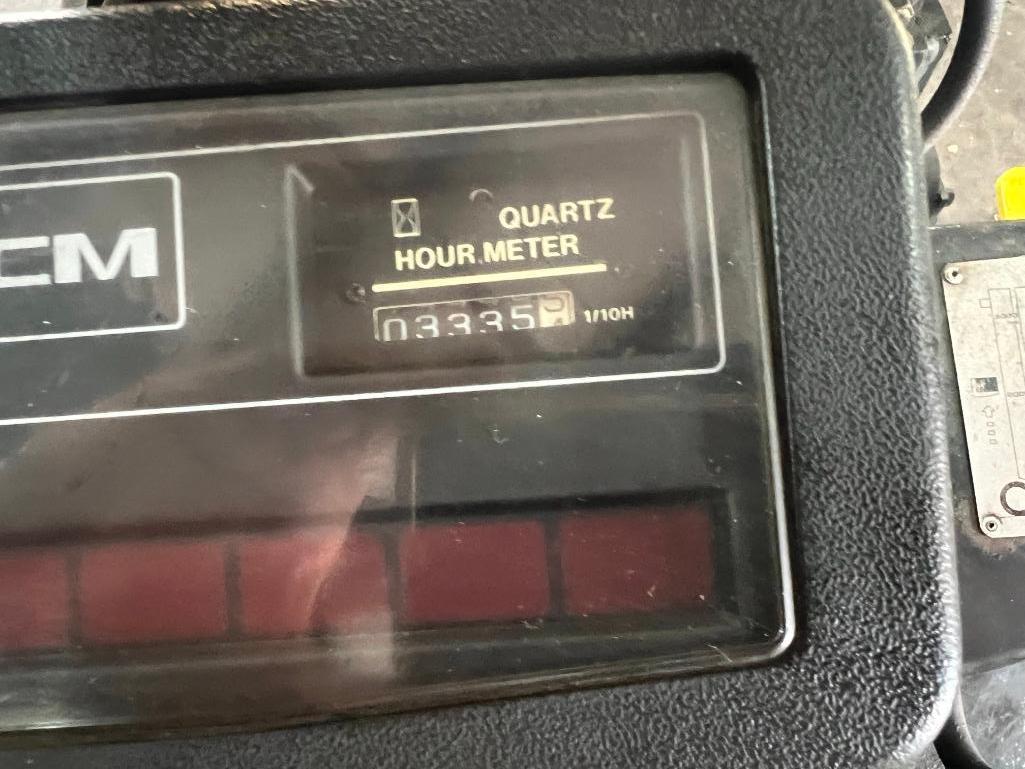 CM
QUARTZ
HOUR METER
03335
1/10H